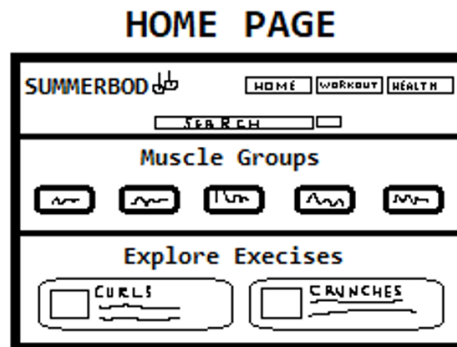 HOME PAGE
SUMMERBOD HOME WORKOUT HEALTH
SEARCH
Muscle Groups
Explore Execises
CURLS CRUNCHES